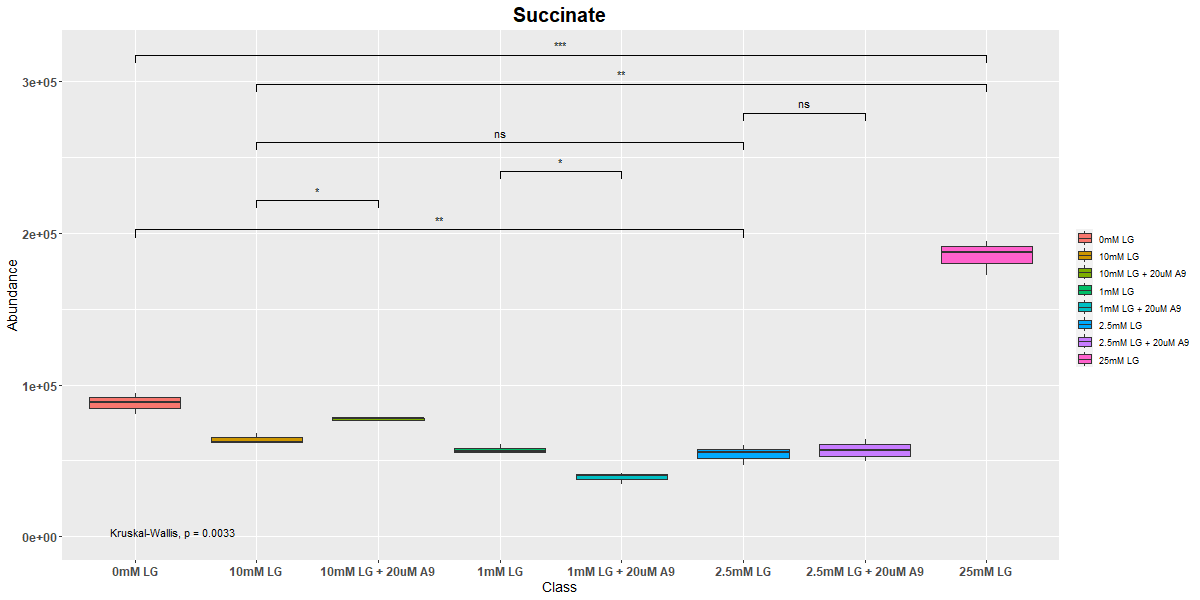 Succinate
***
**
ns
ns
*
*
**
3e+05
2e+05
1e+05
0e+00
Abundance
Kruskal-Wallis, p = 0.0033
0mM LG
10mM LG
10mM LG + 20uM A9
1mM LG
1mM LG + 20uM A9
2.5mM LG
2.5mM LG + 20uM A9
25mM LG
Class
0mM LG
10mM LG
10mM LG + 20uM A9
1mM LG
1mM LG + 20uM A9
2.5mM LG
2.5mM LG + 20uM A9
25mM LG